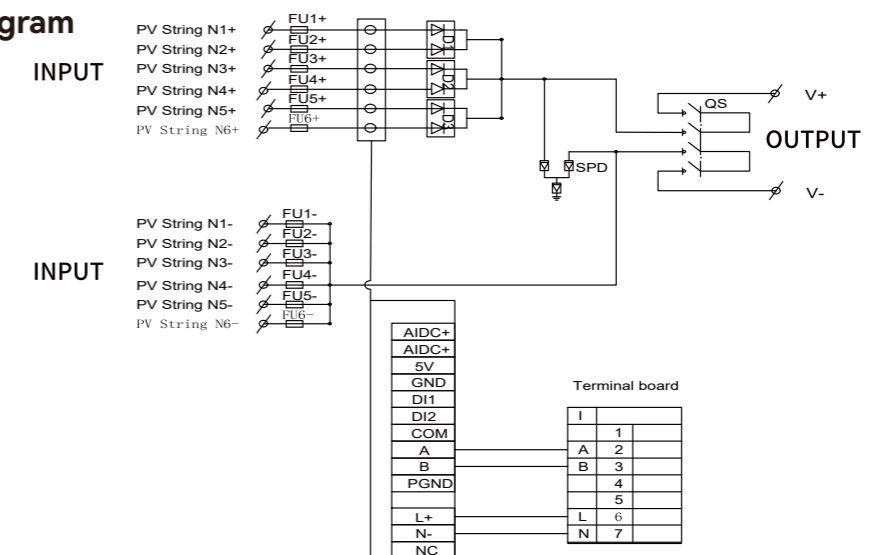 gram
INPUT
PV String N1+
FU1+
PV String N2+
FU2+
PV String N3+
FU3+
PV String N4+
FU4+
PV String N5+
FU5+
PV String N6+
FU6+
D1
D2
D3
SPD
QS
V+
OUTPUT
V-
INPUT
PV String N1-
FU1-
PV String N2-
FU2-
PV String N3-
FU3-
PV String N4-
FU4-
PV String N5-
FU5-
PV String N6-
FU6-
AIDC+
AIDC+
5V
GND
DI1
DI2
COM
A
B
PGND
L+
N-
NC
Terminal board
I
1
A 2
B 3
4
5
L 6
N 7